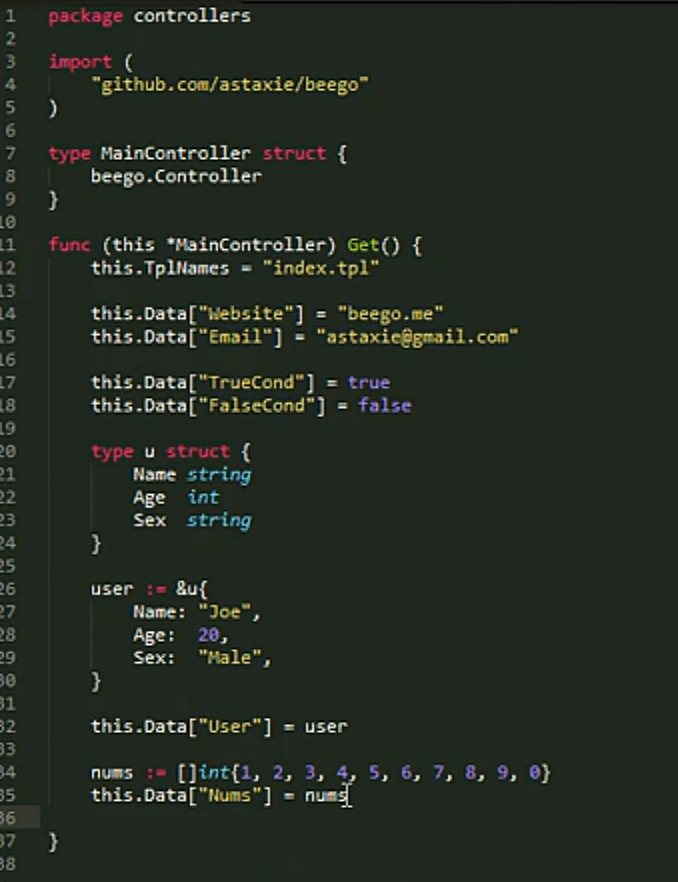 1 package controllers
2
3 import (
4     "github.com/astaxie/beego"
5 )
6
7 type MainController struct {
8     beego.Controller
9 }
10
11 func (this *MainController) Get() {
12     this.TplNames = "index.tpl"
13
14     this.Data["Website"] = "beego.me"
15     this.Data["Email"] = "astaxie@gmail.com"
16
17     this.Data["TrueCond"] = true
18     this.Data["FalseCond"] = false
19
20     type u struct {
21         Name string
22         Age  int
23         Sex  string
24     }
25
26     user := &u{
27         Name: "Joe",
28         Age:  20,
29         Sex:  "Male",
30     }
31
32     this.Data["User"] = user
33
34     nums := []int{1, 2, 3, 4, 5, 6, 7, 8, 9, 0}
35     this.Data["Nums"] = nums
36
37 }
38